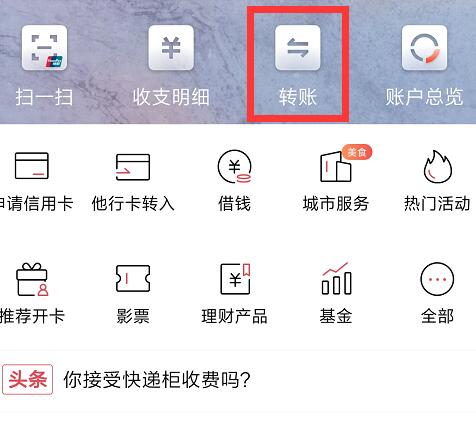 扫一扫 收支明细 转账 账户总览
美食
申请信用卡 他行卡转入 借钱 城市服务 热门活动
推荐开卡 影票 理财产品 基金 全部
头条 你接受快递柜收费吗?